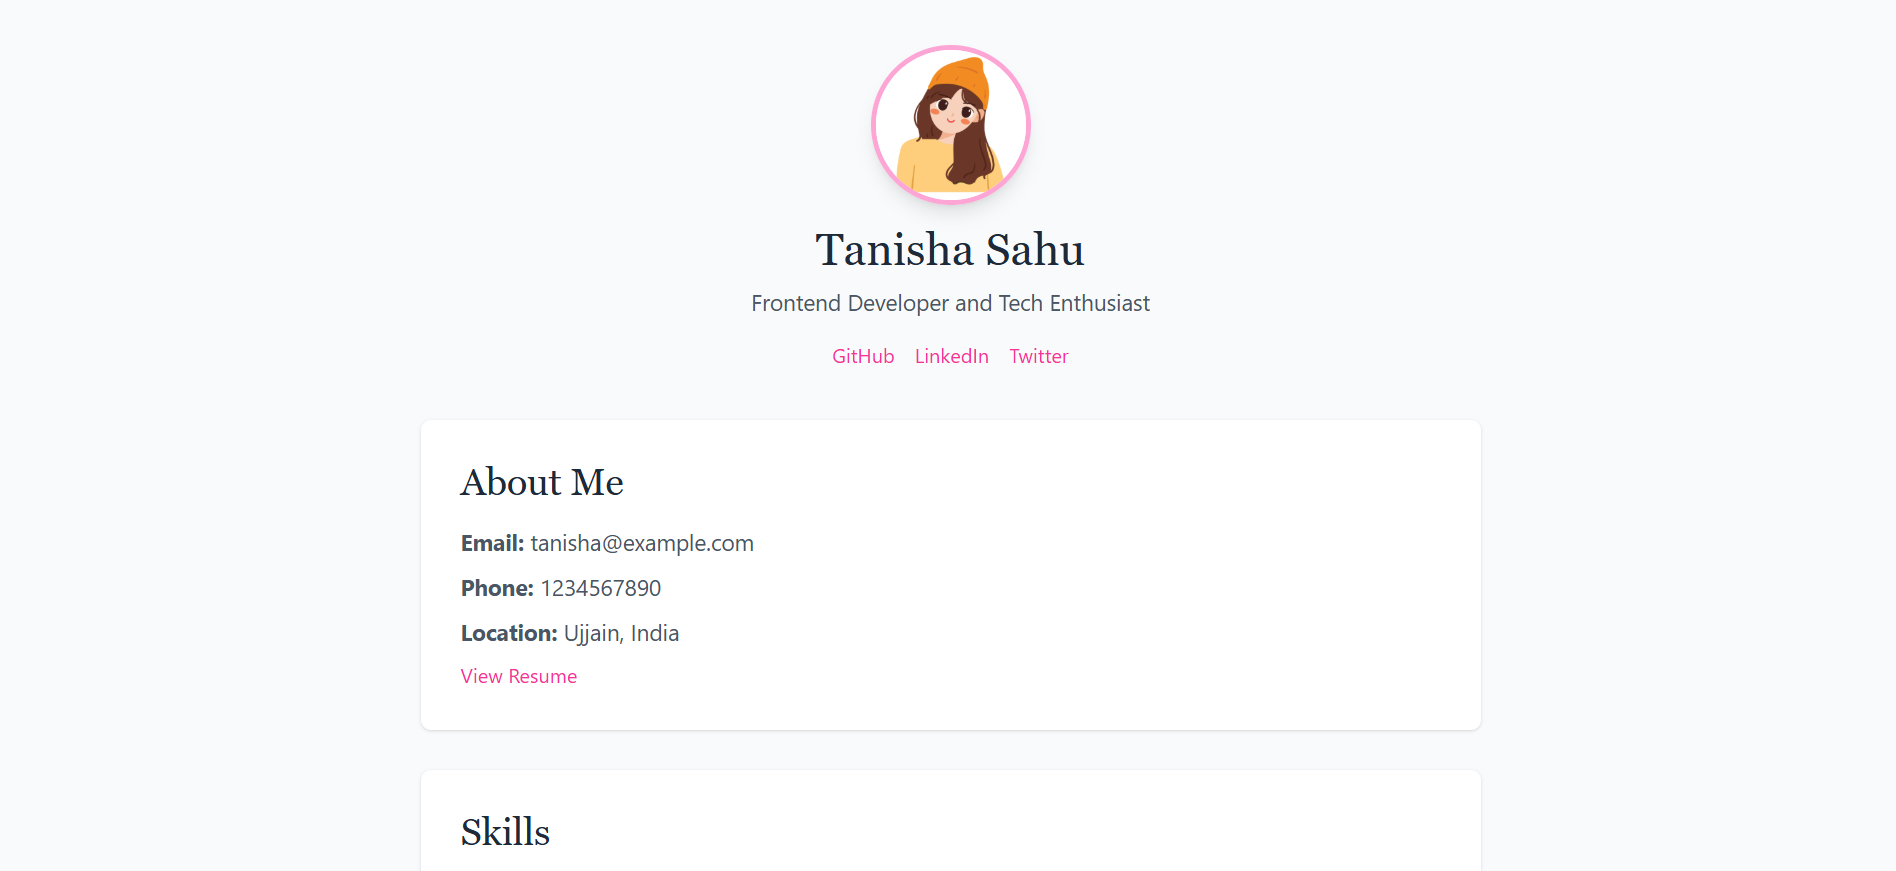 Tanisha Sahu
Frontend Developer and Tech Enthusiast
GitHub LinkedIn Twitter
About Me
Email: tanisha@example.com
Phone: 1234567890
Location: Ujjain, India
View Resume
Skills